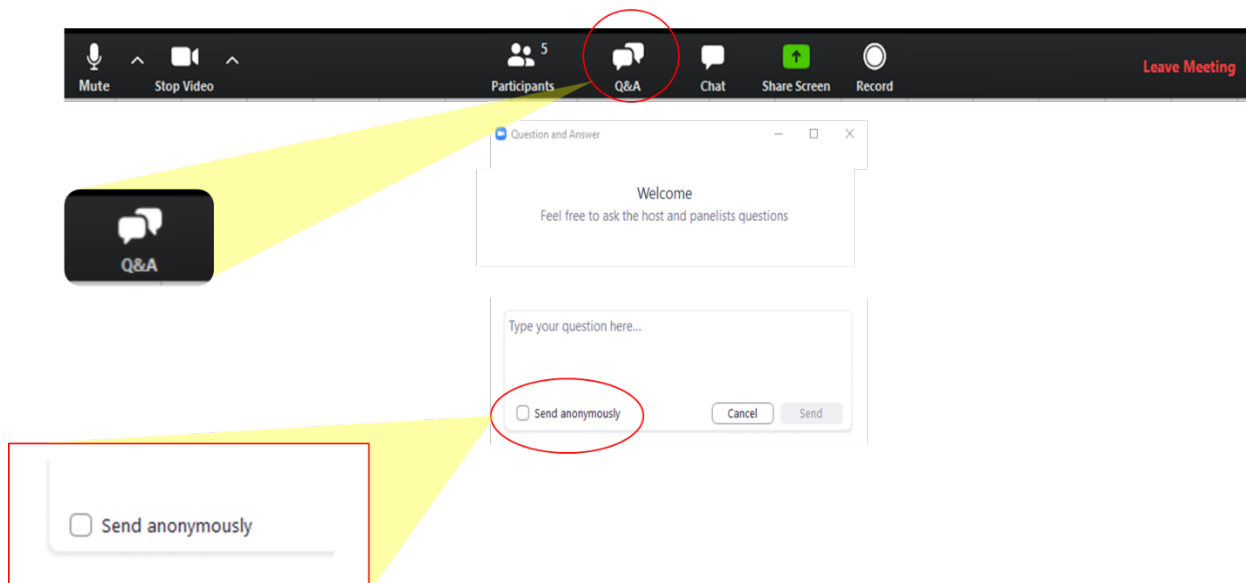 Mute
Stop Video
Participants
5
Q&A
Chat
Share Screen
Record
Leave Meeting
Question and Answer
Welcome
Feel free to ask the host and panelists questions
Q&A
Type your question here...
Send anonymously
Cancel
Send
Send anonymously